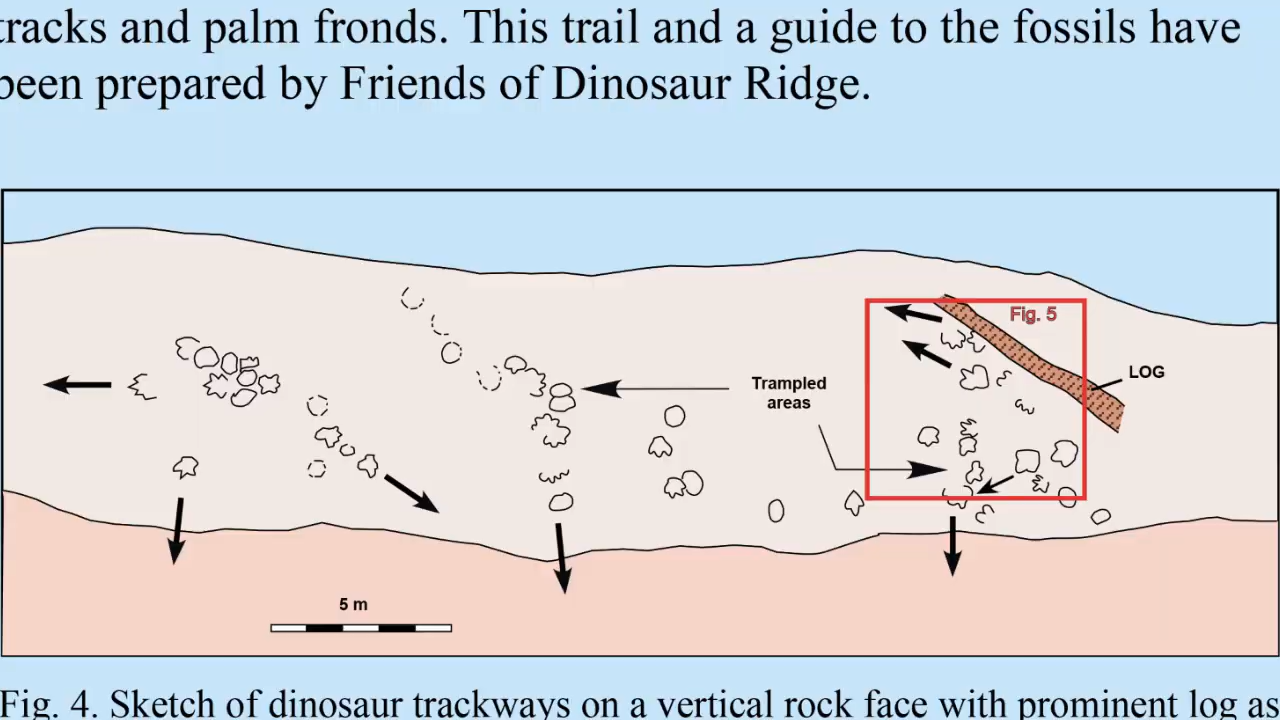 tracks and palm fronds. This trail and a guide to the fossils have
been prepared by Friends of Dinosaur Ridge.
Fig. 5
LOG
Trampled
areas
5 m
Fig. 4. Sketch of dinosaur trackways on a vertical rock face with prominent log as